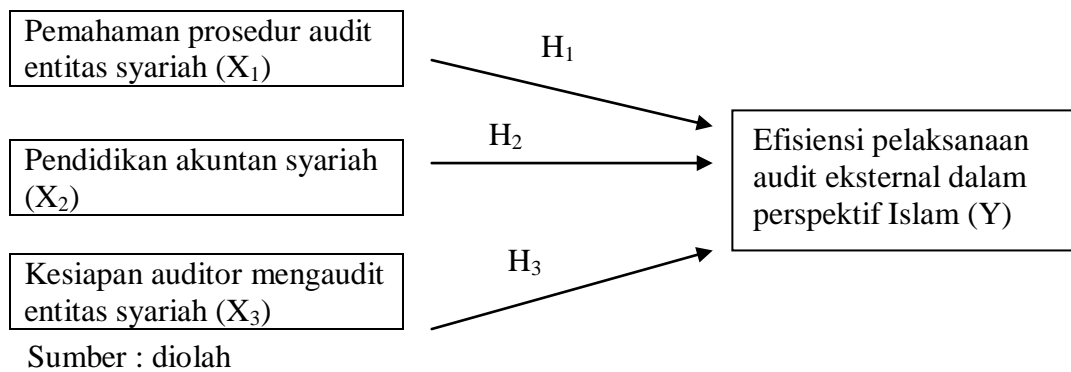 Pemahaman prosedur audit
entitas syariah (X₁)
H₁
Pendidikan akuntan syariah
(X₂)
H₂
Efisiensi pelaksanaan
audit eksternal dalam
perspektif Islam (Y)
Kesiapan auditor mengaudit
entitas syariah (X₃)
H₃
Sumber : diolah